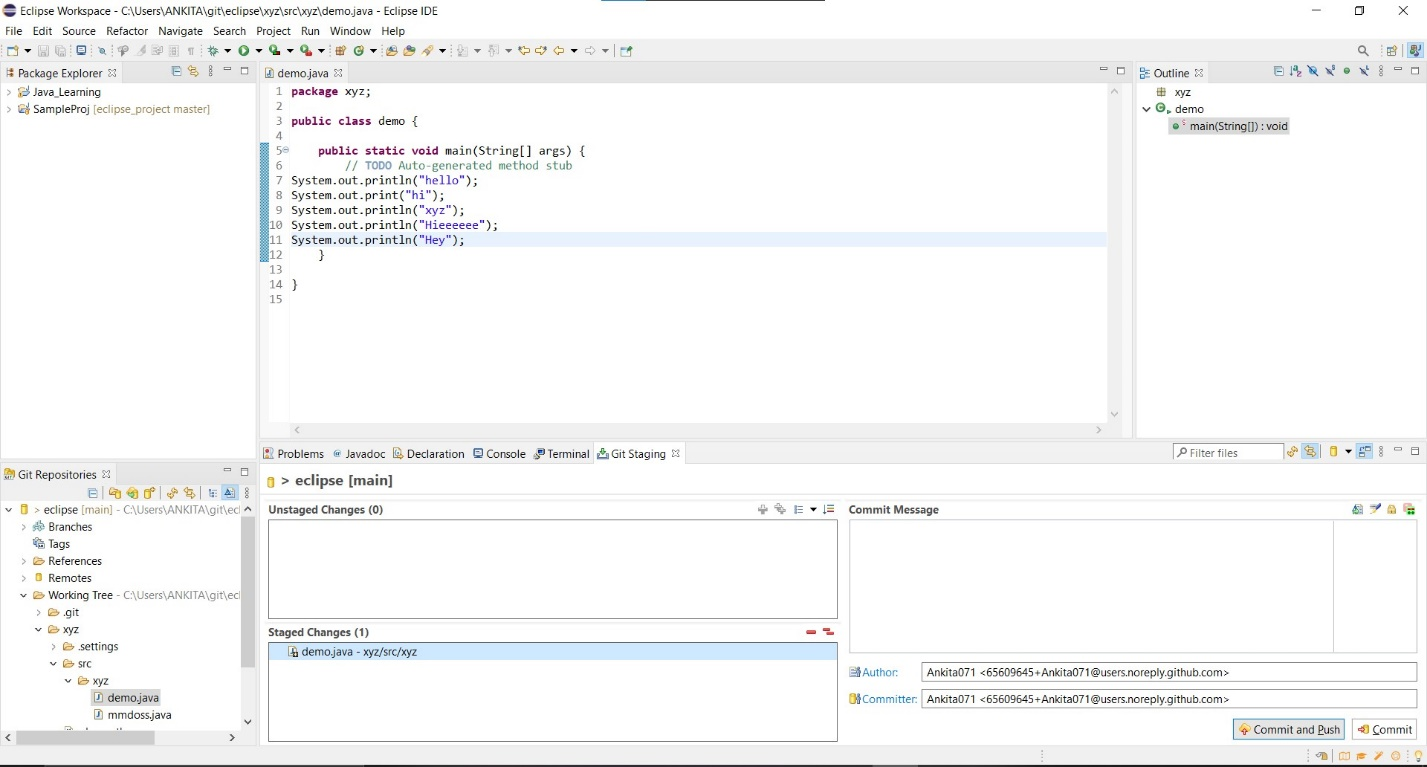 Eclipse Workspace - C:\Users\ANKITA\git\eclipse\xyz\src\xyz\demo.java - Eclipse IDE
File Edit Source Refactor Navigate Search Project Run Window Help
Package Explorer
Java_Learning
SampleProj [eclipse_project master]
demo.java
1 package xyz;
2
3 public class demo {
4
5 public static void main(String[] args) {
6 // TODO Auto-generated method stub
7 System.out.println("hello");
8 System.out.print("hi");
9 System.out.println("xyz");
10 System.out.println("Hieeeeee");
11 System.out.println("Hey");
12 }
13
14 }
15
Outline
xyz
demo
main(String[]) : void
Git Repositories
> eclipse [main] - C:\Users\ANKITA\git\ecl
Branches
Tags
References
Remotes
Working Tree - C:\Users\ANKITA\git\ecl
.git
xyz
.settings
src
xyz
demo.java
mmdoss.java
Problems @ Javadoc Declaration Console Terminal Git Staging
Filter files
> eclipse [main]
Unstaged Changes (0)
Staged Changes (1)
demo.java - xyz/src/xyz
Commit Message
Author: Ankita071 <65609645+Ankita071@users.noreply.github.com>
Committer: Ankita071 <65609645+Ankita071@users.noreply.github.com>
Commit and Push Commit